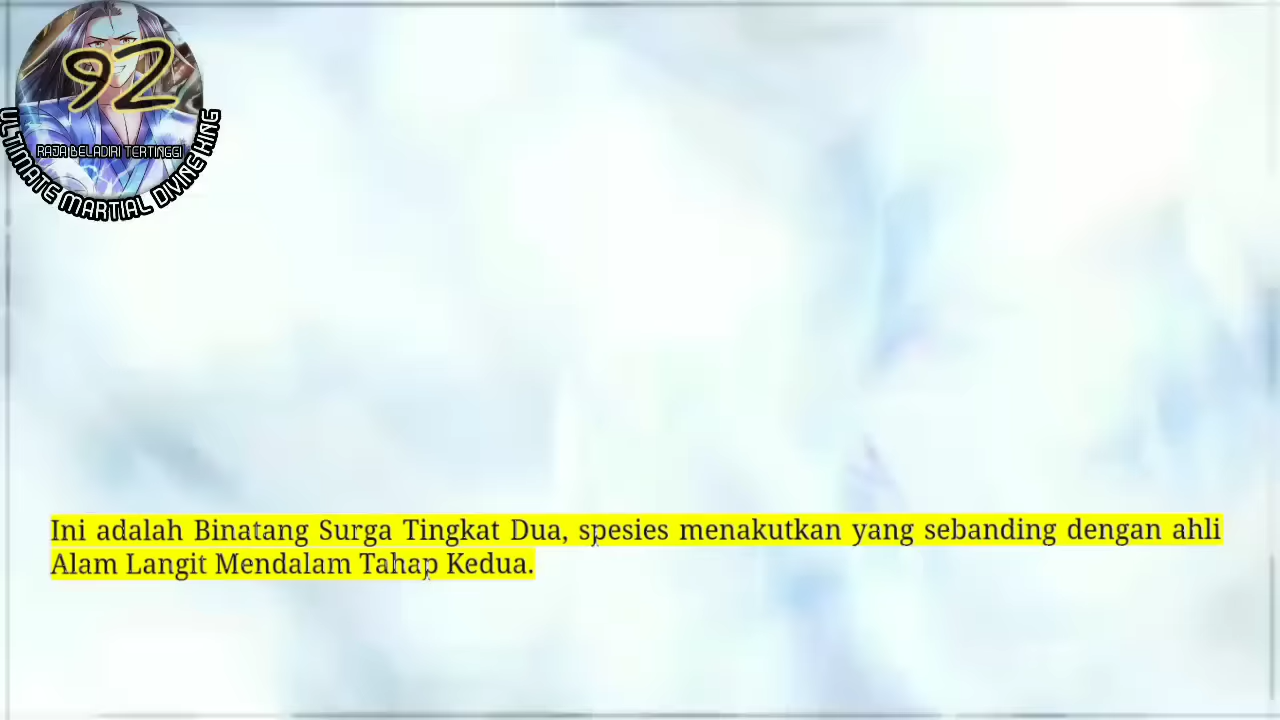 92
RAJA BELADIRI TERTINGGI
ULTIMATE MARTIAL DIVINE KING
Ini adalah Binatang Surga Tingkat Dua, spesies menakutkan yang sebanding dengan ahli
Alam Langit Mendalam Tahap Kedua.